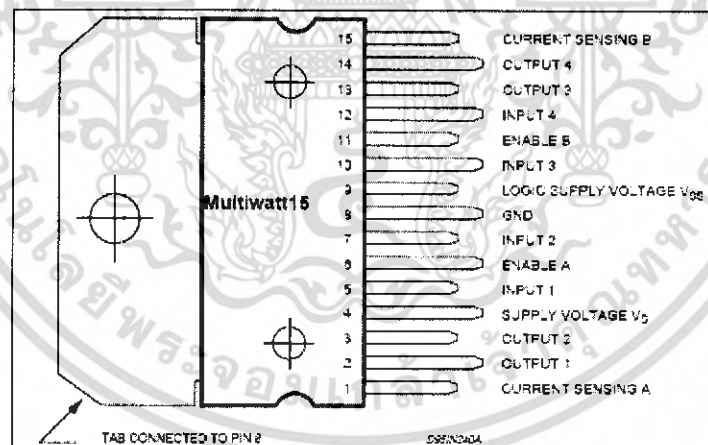 15 CURRENT SENSING B
14 OUTPUT 4
13 OUTPUT 3
12 INPUT 4
11 ENABLE B
10 INPUT 3
9 LOGIC SUPPLY VOLTAGE VSS
8 GND
Multiwatt15
7 INPUT 2
6 ENABLE A
5 INPUT 1
4 SUPPLY VOLTAGE VS
3 OUTPUT 2
2 OUTPUT 1
1 CURRENT SENSING A
TAB CONNECTED TO PIN 8
D95IN240A